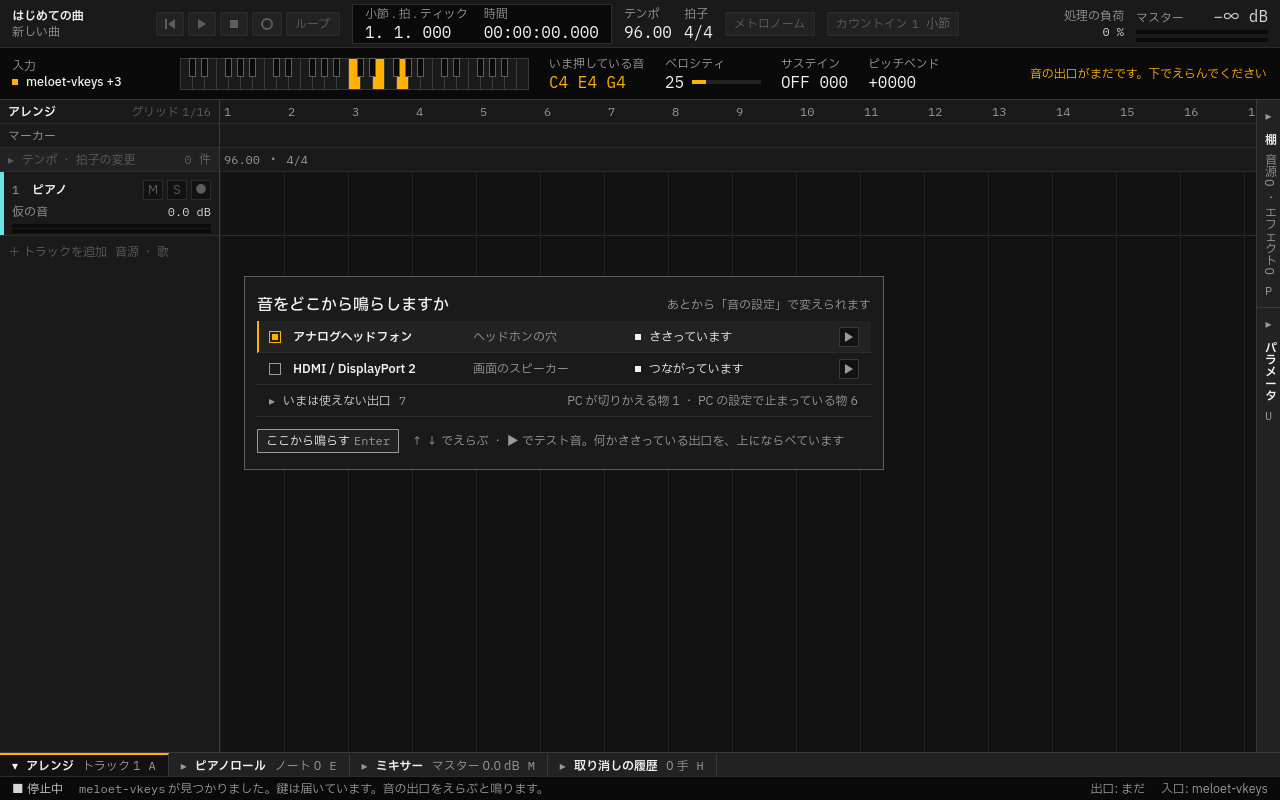 はじめての曲
新しい曲
ループ
小節 . 拍 . ティック 時間
1. 1. 000 00:00:00.000
テンポ 拍子
96.00 4/4
メトロノーム
カウントイン 1 小節
処理の負荷 マスター −∞ dB
0 %
入力
meloet-vkeys +3
いま押している音 ベロシティ サステイン ピッチベンド
C4 E4 G4 25 OFF 000 +0000
音の出口がまだです。下でえらんでください
アレンジ グリッド 1/16 1 2 3 4 5 6 7 8 9 10 11 12 13 14 15 16
マーカー
▸ テンポ · 拍子の変更 0 件 96.00 · 4/4
1 ピアノ M S
仮の音 0.0 dB
＋ トラックを追加 音源 · 歌
音をどこから鳴らしますか あとから「音の設定」で変えられます
アナログヘッドフォン ヘッドホンの穴 ささっています
HDMI / DisplayPort 2 画面のスピーカー つながっています
▸ いまは使えない出口 7 PC が切りかえる物 1 · PC の設定で止まっている物 6
ここから鳴らす Enter ↑ ↓ でえらぶ · ▶ でテスト音。何かささっている出口を、上にならべています
▸ 棚 音源 0 · エフェクト 0 P
▸ パラメータ U
▾ アレンジ トラック 1 A ▸ ピアノロール ノート 0 E ▸ ミキサー マスター 0.0 dB M ▸ 取り消しの履歴 0 手 H
■ 停止中 meloet-vkeys が見つかりました。鍵は届いています。音の出口をえらぶと鳴ります。 出口: まだ 入口: meloet-vkeys